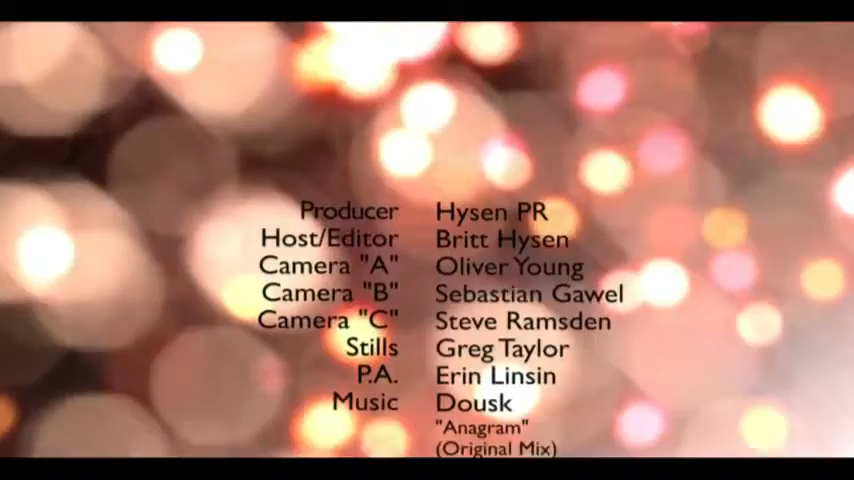 Producer Hysen PR
Host/Editor Britt Hysen
Camera "A" Oliver Young
Camera "B" Sebastian Gawel
Camera "C" Steve Ramsden
Stills Greg Taylor
P.A. Erin Linsin
Music Dousk
"Anagram"
(Original Mix)